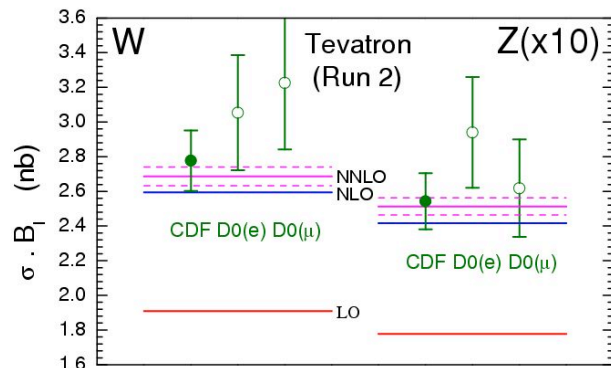 W
Tevatron
(Run 2)
Z(x10)
σ . B_l (nb)
3.6
3.4
3.2
3.0
2.8
2.6
2.4
2.2
2.0
1.8
1.6
NNLO
NLO
CDF D0(e) D0(μ)
CDF D0(e) D0(μ)
LO